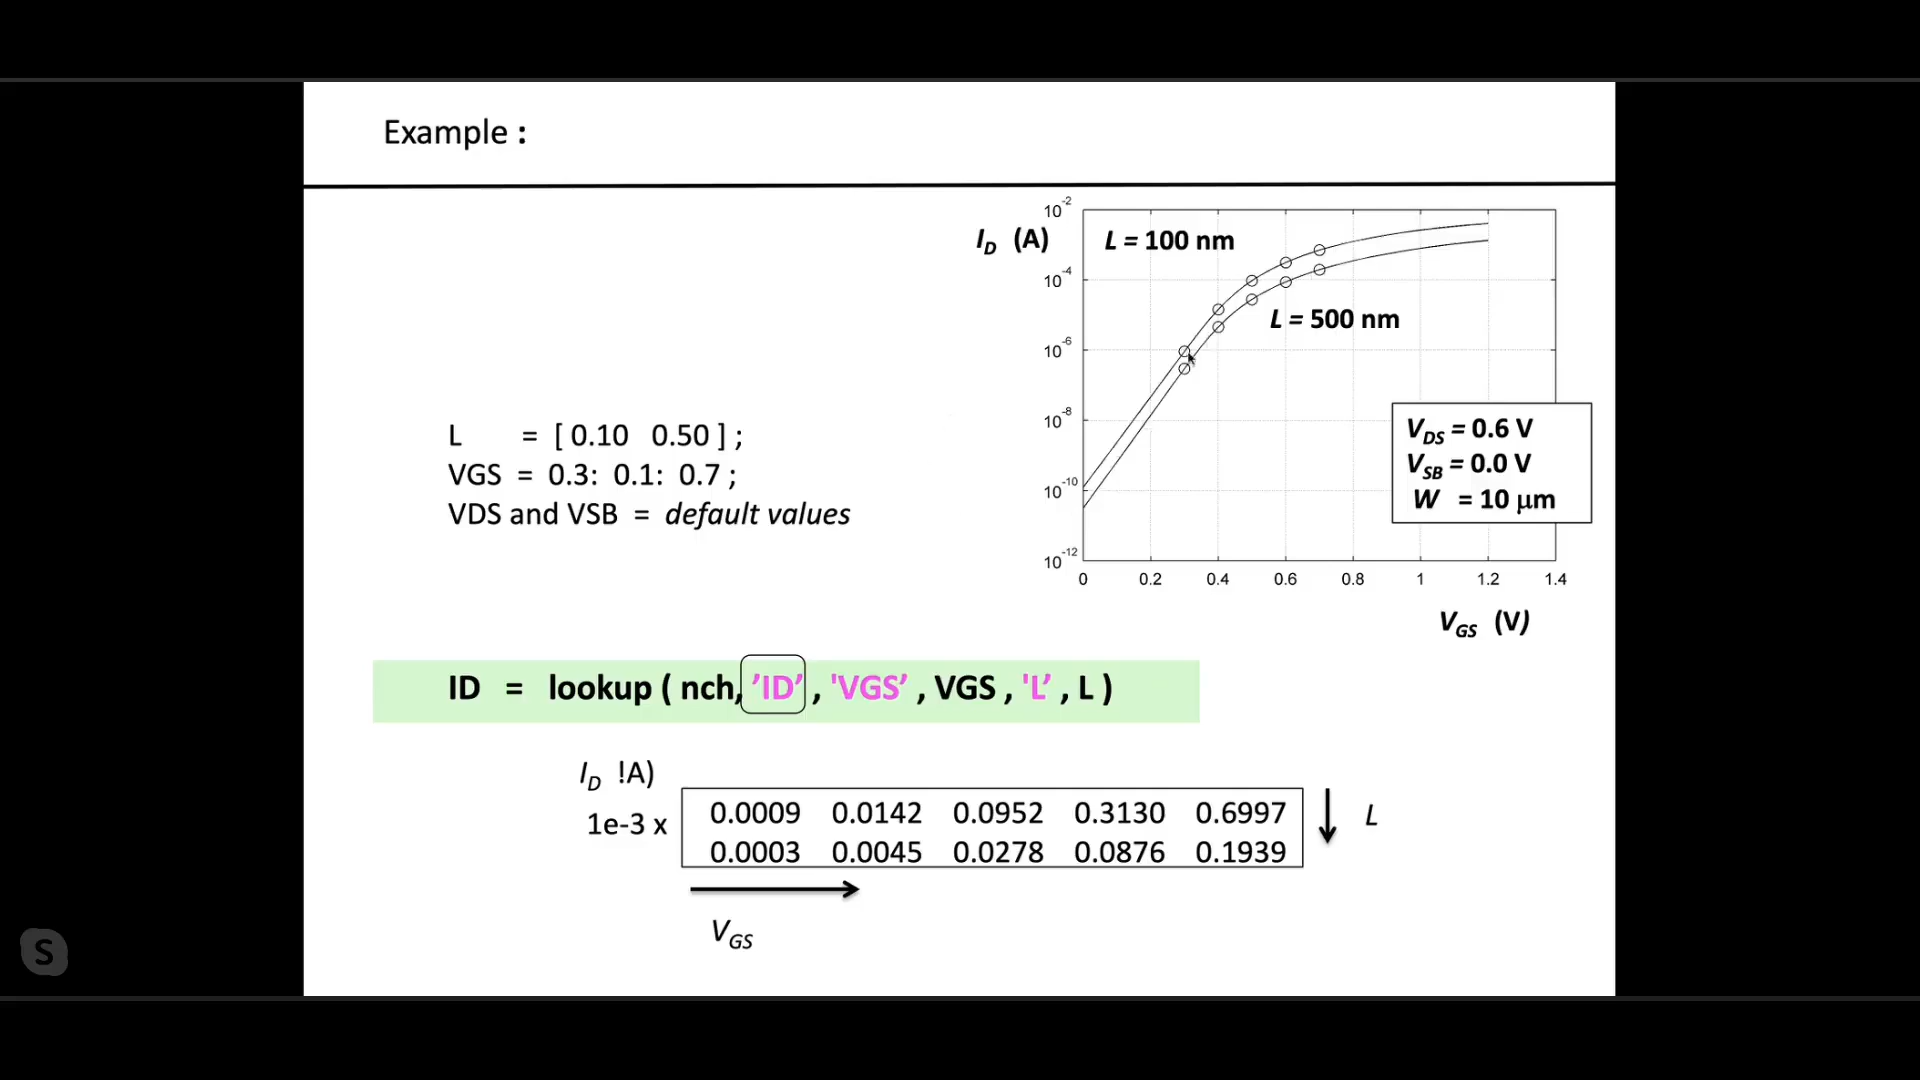 Example :
I_D (A)
L = 100 nm
L = 500 nm
10^-2
10^-4
10^-6
10^-8
10^-10
10^-12
0 0.2 0.4 0.6 0.8 1 1.2 1.4
V_GS (V)
V_DS = 0.6 V
V_SB = 0.0 V
W = 10 µm
L = [ 0.10 0.50 ] ;
VGS = 0.3: 0.1: 0.7 ;
VDS and VSB = default values
ID = lookup ( nch, ’ID’ , 'VGS’ , VGS , 'L’ , L )
I_D !A)
1e-3 x
0.0009 0.0142 0.0952 0.3130 0.6997
0.0003 0.0045 0.0278 0.0876 0.1939
L
V_GS
S